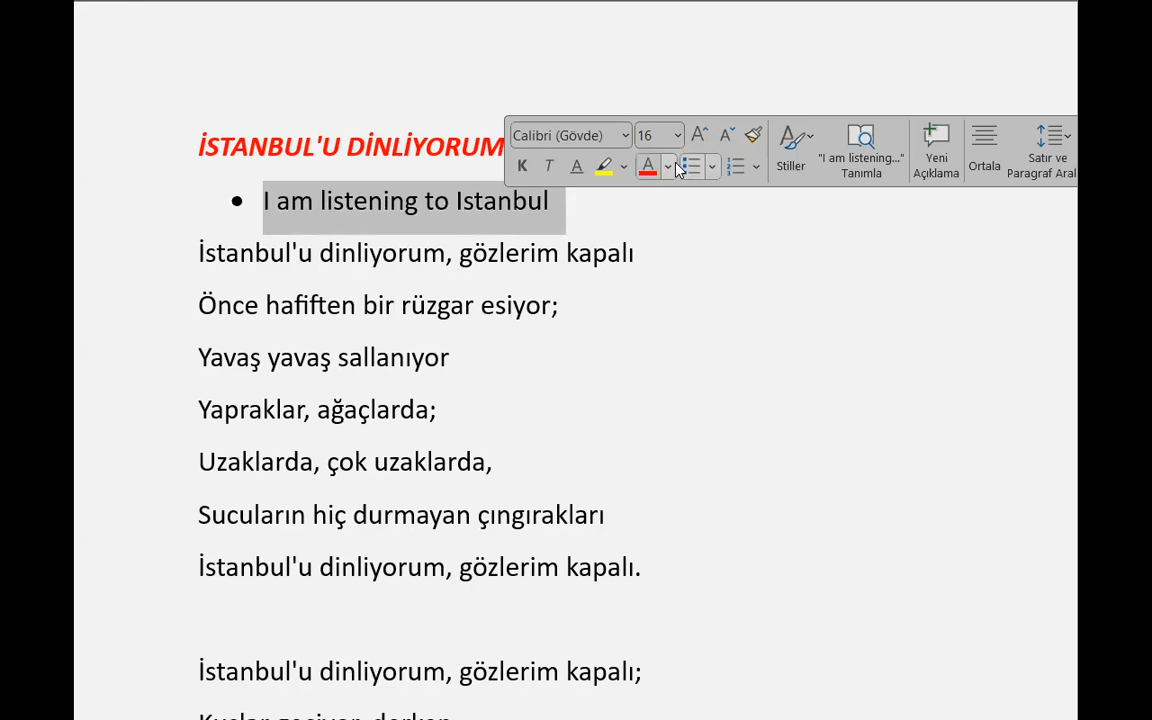 İSTANBUL'U DİNLİYORUM
Calibri (Gövde) 16
K T A A
Stiller
"I am listening..."
Tanımla
Yeni
Açıklama
Ortala
Satır ve
Paragraf Aral
• I am listening to Istanbul
İstanbul'u dinliyorum, gözlerim kapalı
Önce hafiften bir rüzgar esiyor;
Yavaş yavaş sallanıyor
Yapraklar, ağaçlarda;
Uzaklarda, çok uzaklarda,
Sucuların hiç durmayan çıngırakları
İstanbul'u dinliyorum, gözlerim kapalı.
İstanbul'u dinliyorum, gözlerim kapalı;